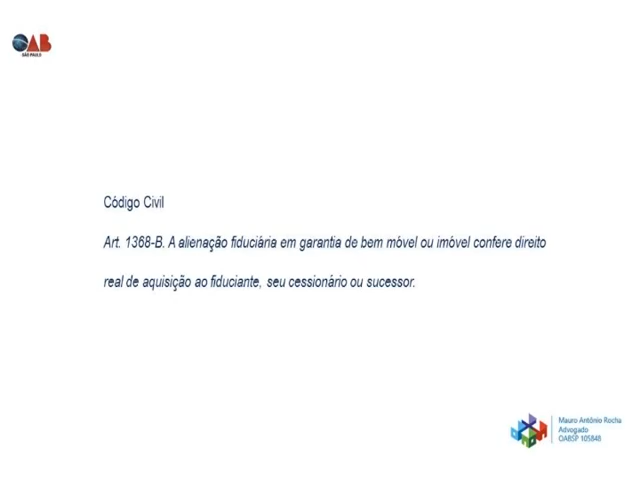 OAB
SÃO PAULO
Código Civil
Art. 1368-B. A alienação fiduciária em garantia de bem móvel ou imóvel confere direito
real de aquisição ao fiduciante, seu cessionário ou sucessor.
Mauro Antônio Rocha
Advogado
OABSP 105848